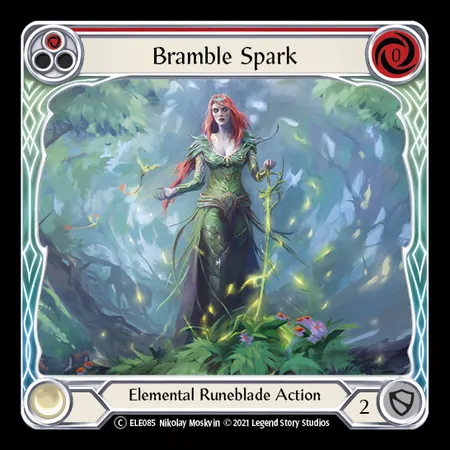 Bramble Spark
0
Elemental Runeblade Action
2
C ELE085 Nikolay Moskvin © 2021 Legend Story Studios